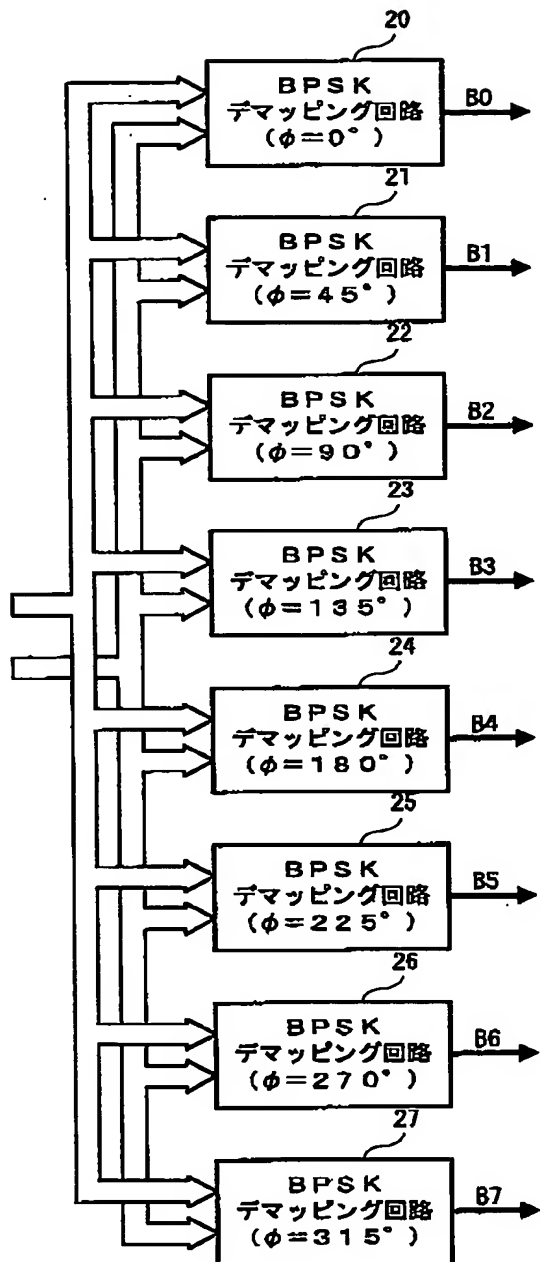 20
BPSK
デマッピング回路
(φ=0°)
B0
21
BPSK
デマッピング回路
(φ=45°)
B1
22
BPSK
デマッピング回路
(φ=90°)
B2
23
BPSK
デマッピング回路
(φ=135°)
B3
24
BPSK
デマッピング回路
(φ=180°)
B4
25
BPSK
デマッピング回路
(φ=225°)
B5
26
BPSK
デマッピング回路
(φ=270°)
B6
27
BPSK
デマッピング回路
(φ=315°)
B7